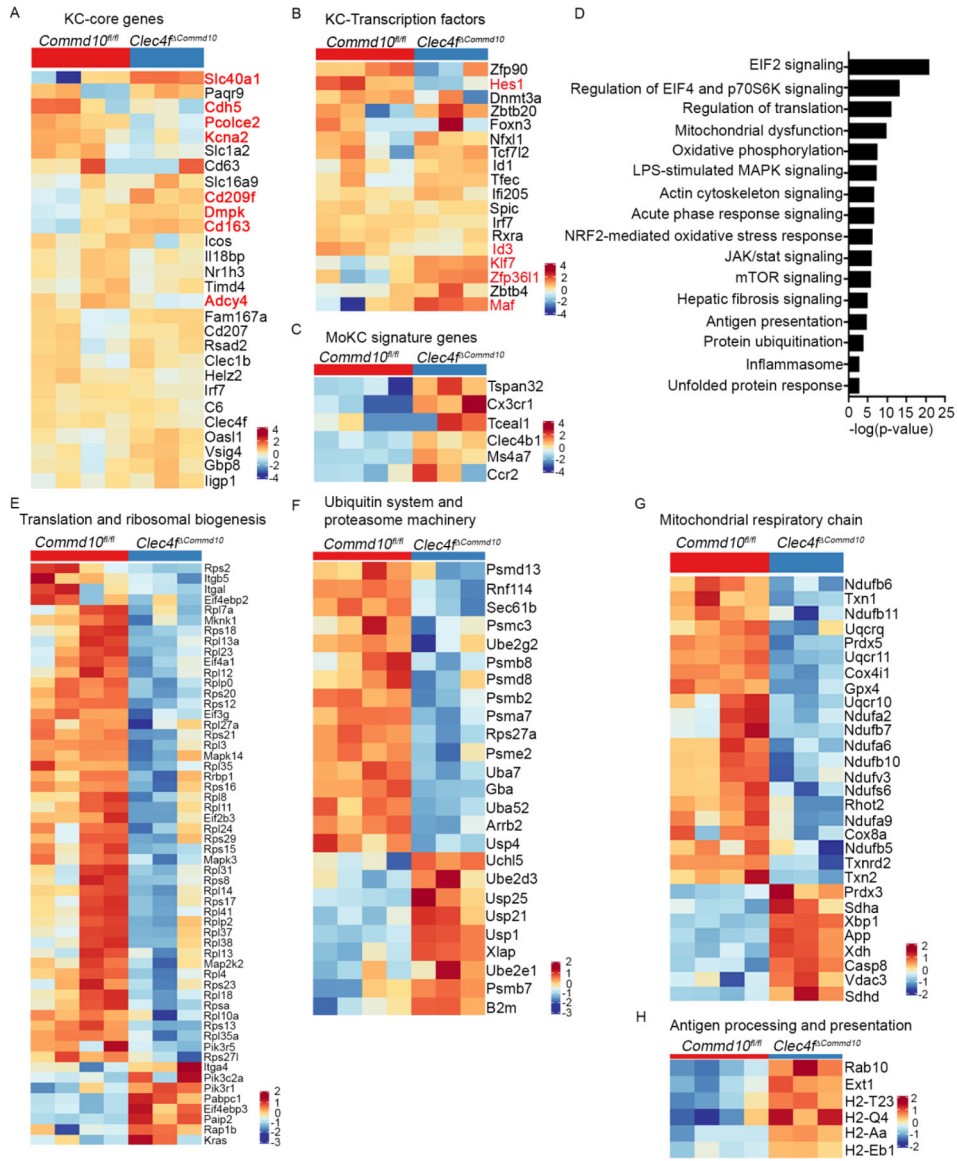 A
KC-core genes
Commd10fl/fl Clec4fΔCommd10
Slc40a1
Paqr9
Cdh5
Pcolce2
Kcna2
Slc1a2
Cd63
Slc16a9
Cd209f
Dmpk
Cd163
Icos
Il18bp
Nr1h3
Timd4
Adcy4
Fam167a
Cd207
Rsad2
Clec1b
Helz2
Irf7
C6
Clec4f
Oasl1
Vsig4
Gbp8
Iigp1
4
2
0
-2
-4
B
KC-Transcription factors
Commd10fl/fl Clec4fΔCommd10
Zfp90
Hes1
Dnmt3a
Zbtb20
Foxn3
Nfxl1
Tcf7l2
Id1
Tfec
Ifi205
Spic
Irf7
Rxra
Id3
Klf7
Zfp36l1
Zbtb4
Maf
4
2
0
-2
-4
C
MoKC signature genes
Commd10fl/fl Clec4fΔCommd10
Tspan32
Cx3cr1
Tceal1
Clec4b1
Ms4a7
Ccr2
4
2
0
-2
-4
D
EIF2 signaling
Regulation of EIF4 and p70S6K signaling
Regulation of translation
Mitochondrial dysfunction
Oxidative phosphorylation
LPS-stimulated MAPK signaling
Actin cytoskeleton signaling
Acute phase response signaling
NRF2-mediated oxidative stress response
JAK/stat signaling
mTOR signaling
Hepatic fibrosis signaling
Antigen presentation
Protein ubiquitination
Inflammasome
Unfolded protein response
0 5 10 15 20 25
-log(p-value)
E
Translation and ribosomal biogenesis
Commd10fl/fl Clec4fΔCommd10
Rps2
Itgb5
Itgal
Eif4ebp2
Rpl7a
Mknk1
Rps18
Rpl13a
Rpl23
Eif4a1
Rpl12
Rplp0
Rps20
Rps12
Eif3g
Rpl27a
Rps21
Rpl3
Mapk14
Rpl35
Rrbp1
Rps16
Rpl8
Rpl11
Eif2b3
Rpl24
Rps29
Rps15
Mapk3
Rpl31
Rps8
Rpl14
Rps17
Rpl41
Rplp2
Rpl37
Rpl38
Rpl13
Map2k2
Rpl4
Rps23
Rpl18
Rpsa
Rpl10a
Rps13
Rpl35a
Pik3r5
Rps27l
Itga4
Pik3c2a
Pik3r1
Pabpc1
Eif4ebp3
Paip2
Rap1b
Kras
2
1
0
-1
-2
-3
F
Ubiquitin system and
proteasome machinery
Commd10fl/fl Clec4fΔCommd10
Psmd13
Rnf114
Sec61b
Psmc3
Ube2g2
Psmb8
Psmd8
Psmb2
Psma7
Rps27a
Psme2
Uba7
Gba
Uba52
Arrb2
Usp4
Uchl5
Ube2d3
Usp25
Usp21
Usp1
Xlap
Ube2e1
Psmb7
B2m
2
1
0
-1
-2
-3
G
Mitochondrial respiratory chain
Commd10fl/fl Clec4fΔCommd10
Ndufb6
Txn1
Ndufb11
Uqcrq
Prdx5
Uqcr11
Cox4i1
Gpx4
Uqcr10
Ndufa2
Ndufb7
Ndufa6
Ndufb10
Ndufv3
Ndufs6
Rhot2
Ndufa9
Cox8a
Ndufb5
Txnrd2
Txn2
Prdx3
Sdha
Xbp1
App
Xdh
Casp8
Vdac3
Sdhd
2
1
0
-1
-2
H
Antigen processing and presentation
Commd10fl/fl Clec4fΔCommd10
Rab10
Ext1
H2-T23
H2-Q4
H2-Aa
H2-Eb1
2
1
0
-1
-2